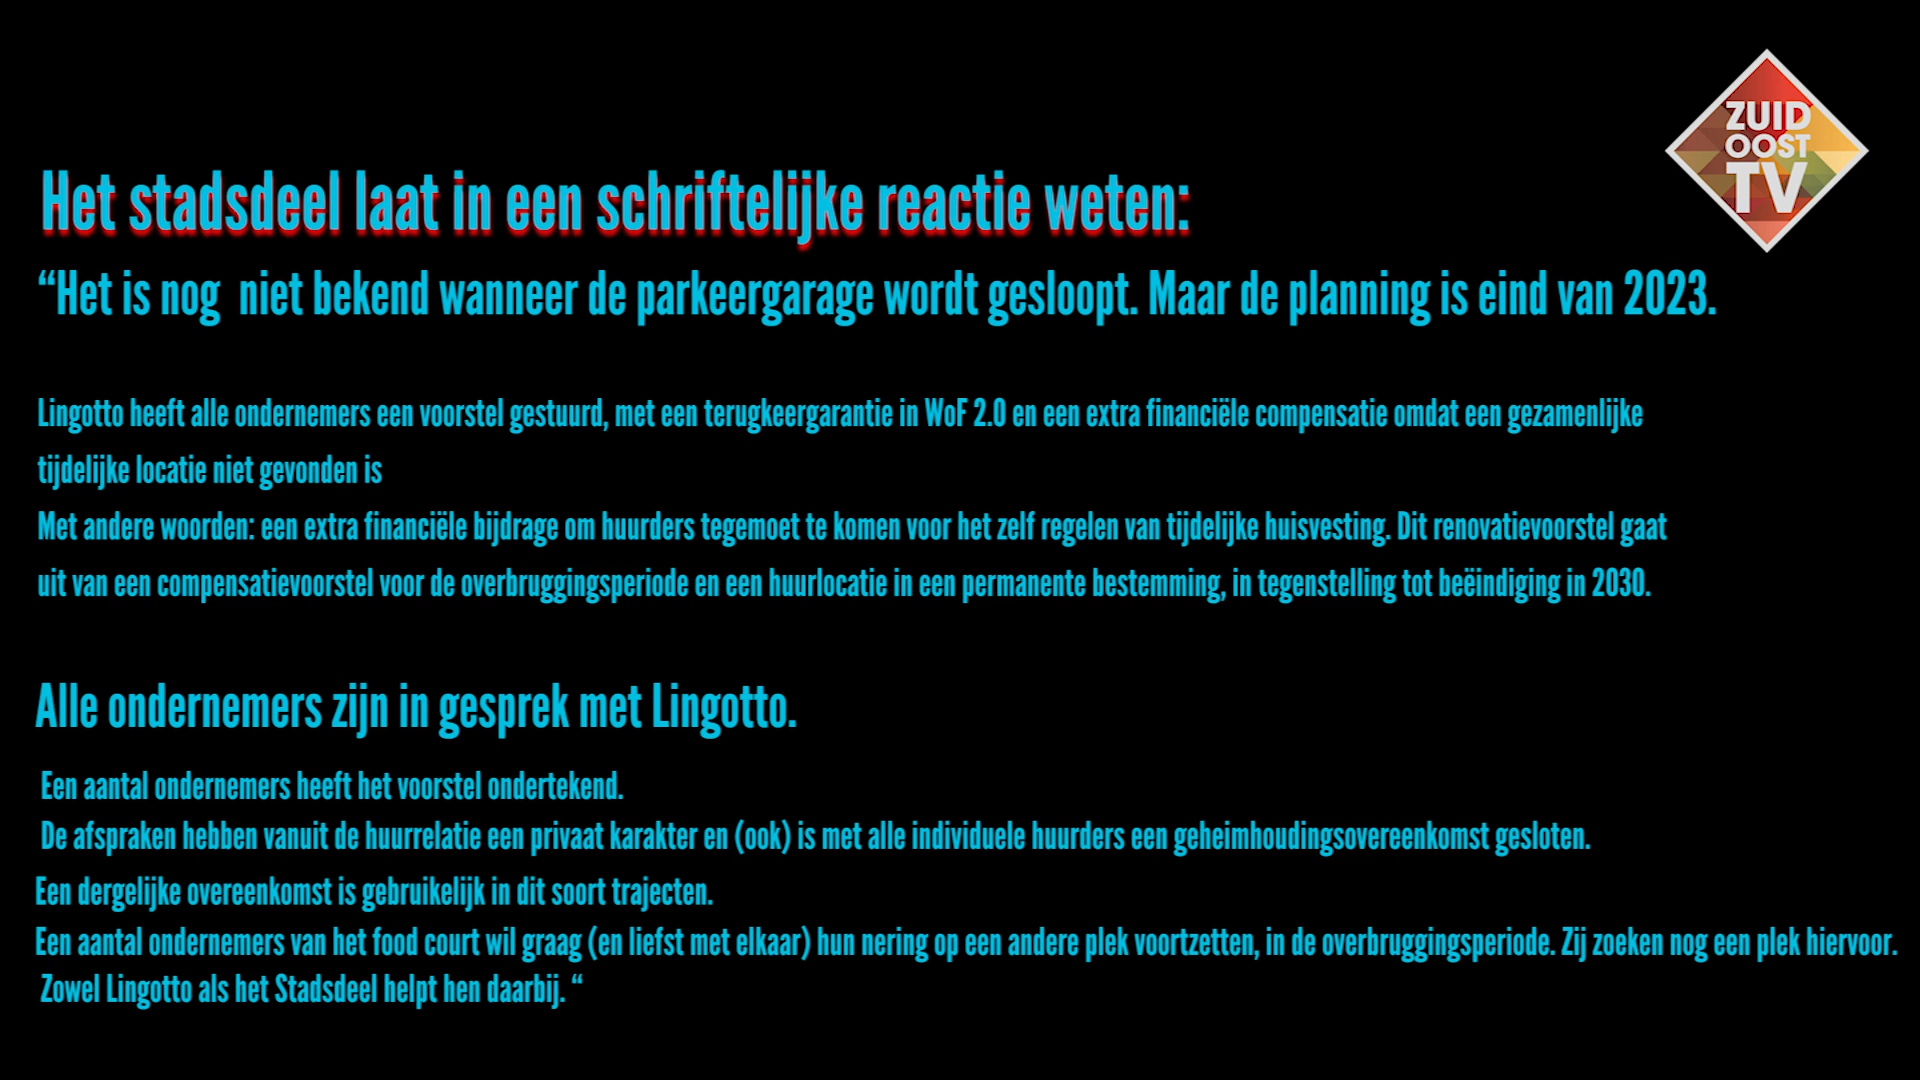 ZUID
OOST
TV
Het stadsdeel laat in een schriftelijke reactie weten:
“Het is nog niet bekend wanneer de parkeergarage wordt gesloopt. Maar de planning is eind van 2023.
Lingotto heeft alle ondernemers een voorstel gestuurd, met een terugkeergarantie in WoF 2.0 en een extra financiële compensatie omdat een gezamenlijke
tijdelijke locatie niet gevonden is
Met andere woorden: een extra financiële bijdrage om huurders tegemoet te komen voor het zelf regelen van tijdelijke huisvesting. Dit renovatievoorstel gaat
uit van een compensatievoorstel voor de overbruggingsperiode en een huurlocatie in een permanente bestemming, in tegenstelling tot beëindiging in 2030.
Alle ondernemers zijn in gesprek met Lingotto.
Een aantal ondernemers heeft het voorstel ondertekend.
De afspraken hebben vanuit de huurrelatie een privaat karakter en (ook) is met alle individuele huurders een geheimhoudingsovereenkomst gesloten.
Een dergelijke overeenkomst is gebruikelijk in dit soort trajecten.
Een aantal ondernemers van het food court wil graag (en liefst met elkaar) hun nering op een andere plek voortzetten, in de overbruggingsperiode. Zij zoeken nog een plek hiervoor.
Zowel Lingotto als het Stadsdeel helpt hen daarbij. “